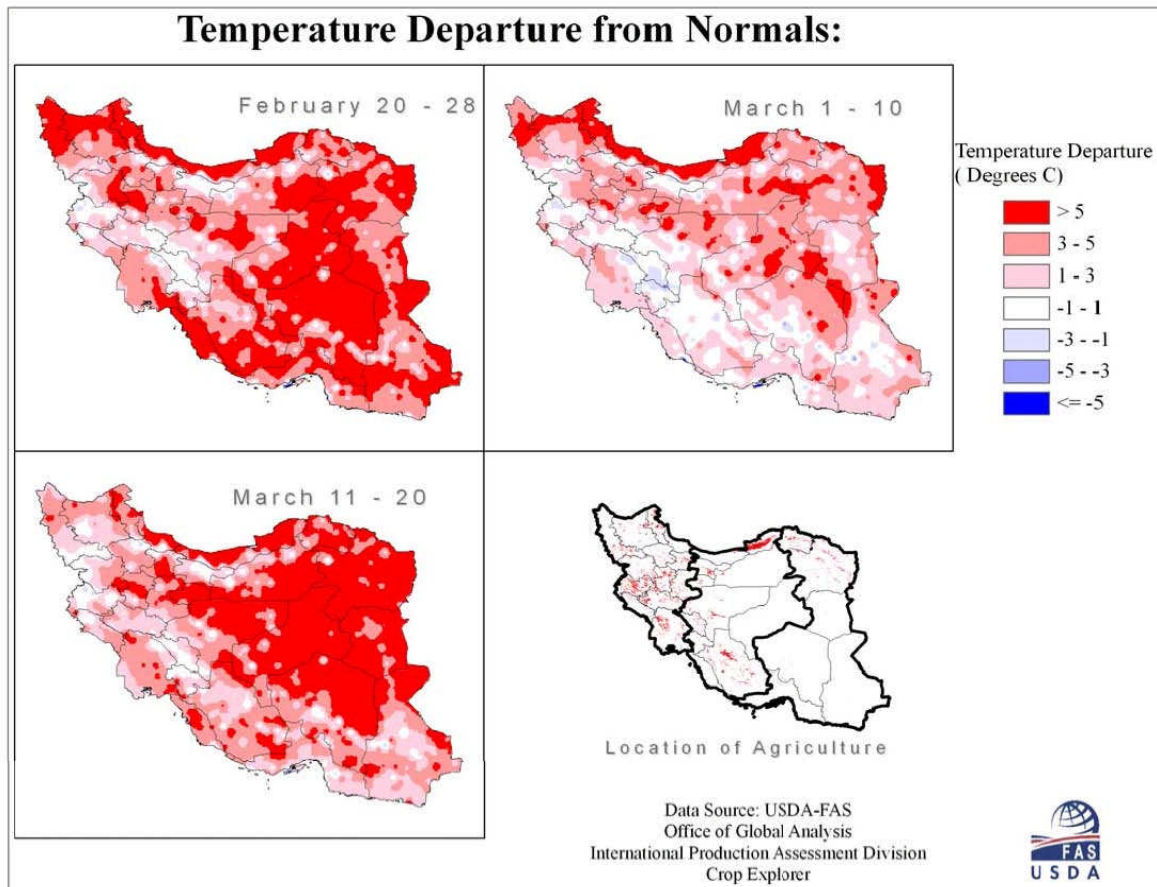 Temperature Departure from Normals:
February 20 - 28
March 1 - 10
Temperature Departure
( Degrees C)
> 5
3 - 5
1 - 3
-1 - 1
-3 - -1
-5 - -3
<= -5
March 11 - 20
Location of Agriculture
Data Source: USDA-FAS
Office of Global Analysis
International Production Assessment Division
Crop Explorer
FAS
USDA